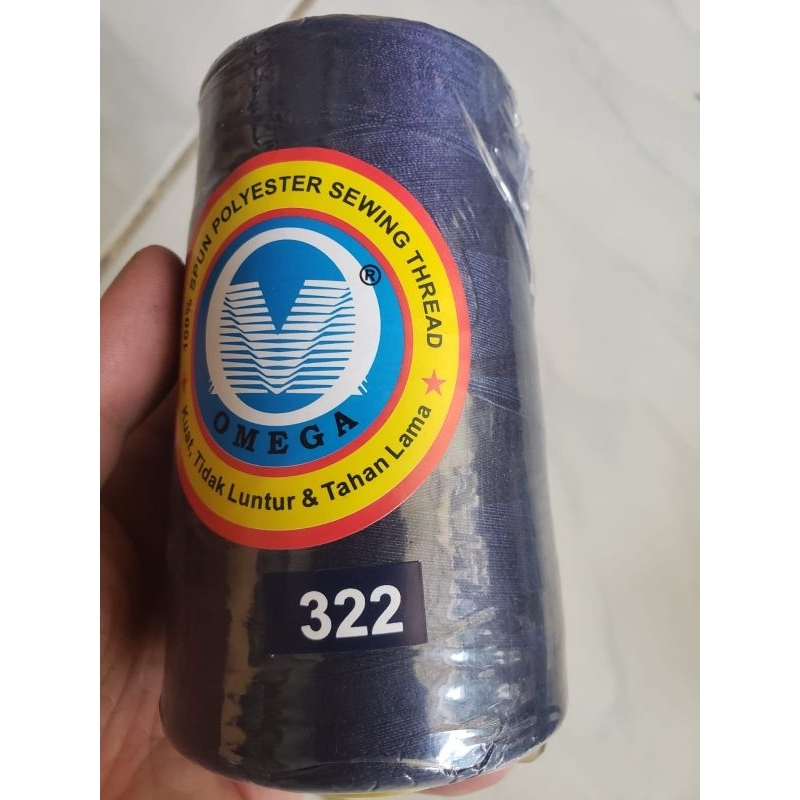 100% SPUN POLYESTER SEWING THREAD
®
OMEGA
Kuat, Tidak Luntur & Tahan Lama
322